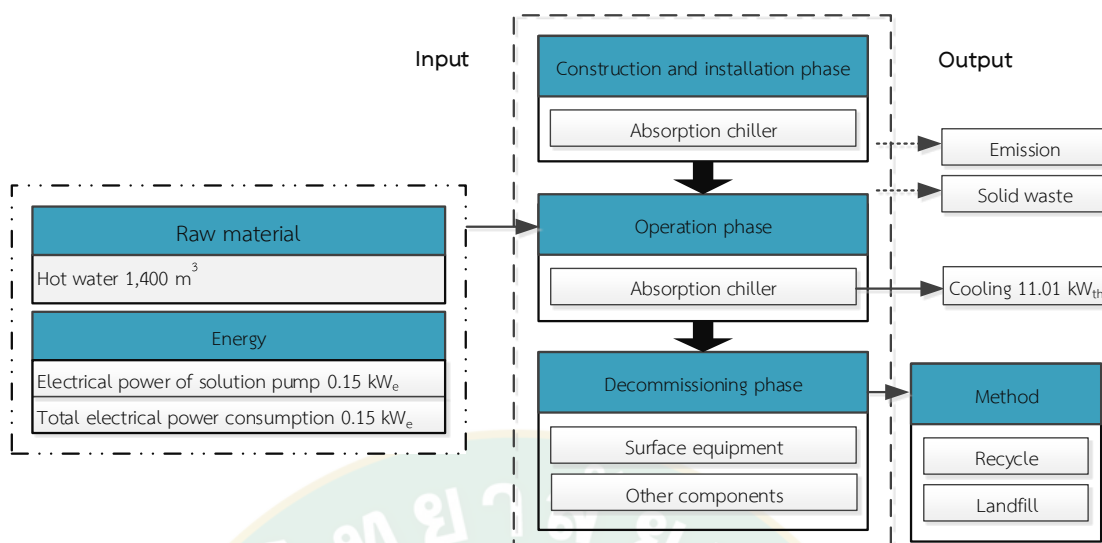 Input
Output
Construction and installation phase
Absorption chiller
Emission
Solid waste
Raw material
Hot water 1,400 m³
Operation phase
Absorption chiller
Cooling 11.01 kWth
Energy
Electrical power of solution pump 0.15 kWe
Total electrical power consumption 0.15 kWe
Decommissioning phase
Surface equipment
Other components
Method
Recycle
Landfill